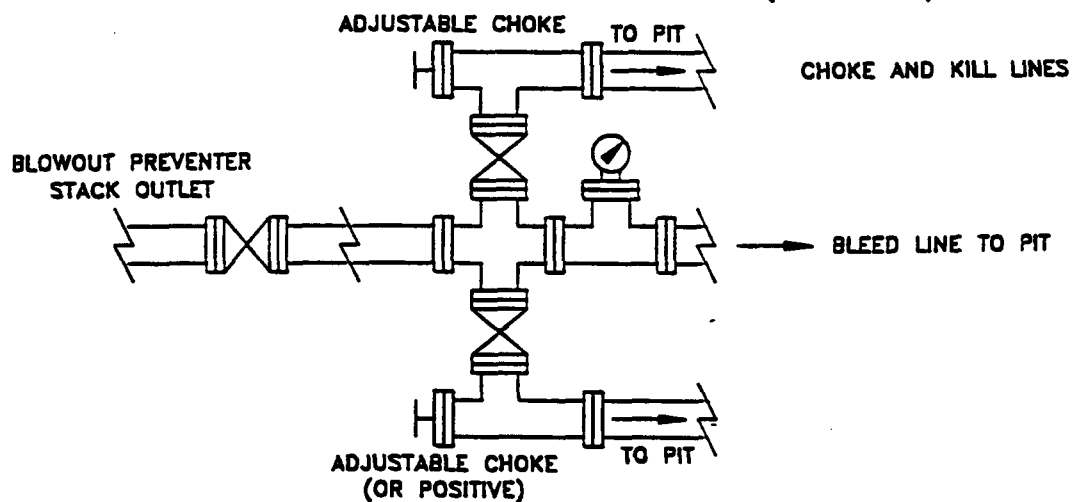 ADJUSTABLE CHOKE
TO PIT
CHOKE AND KILL LINES
BLOWOUT PREVENTER
STACK OUTLET
BLEED LINE TO PIT
ADJUSTABLE CHOKE
(OR POSITIVE)
TO PIT